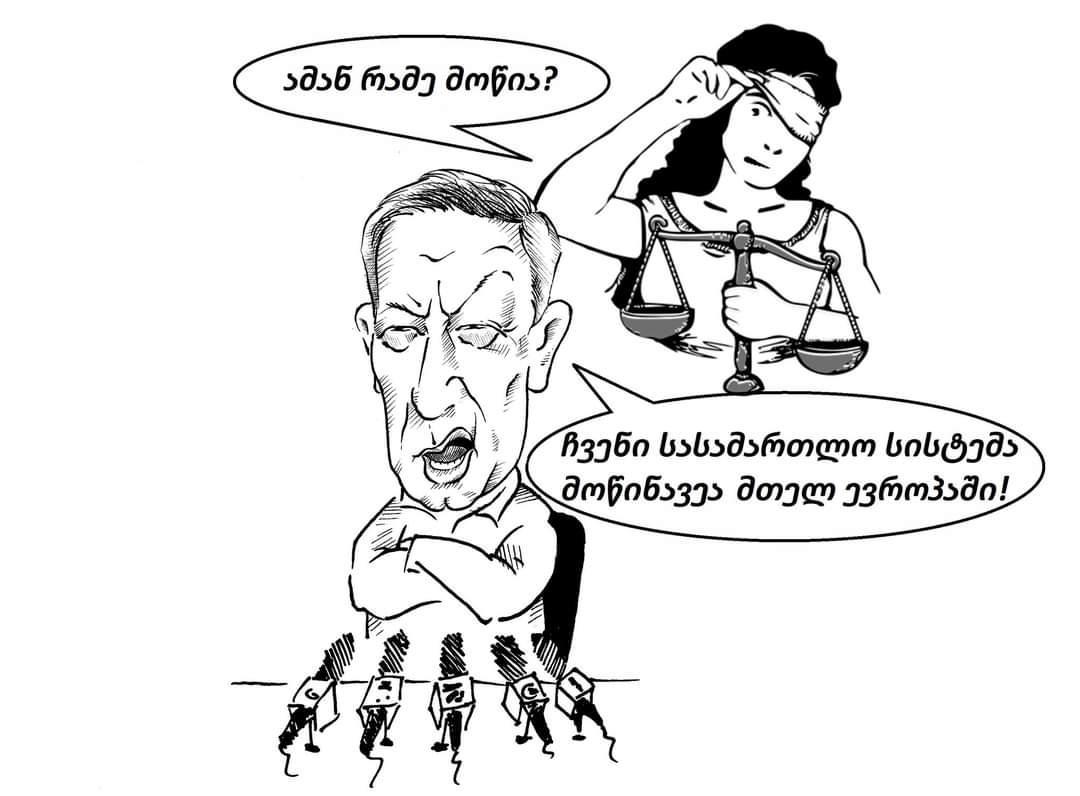 ამან რამე მოწია?
ჩვენი სასამართლო სისტემა
მოწინავეა მთელ ევროპაში!